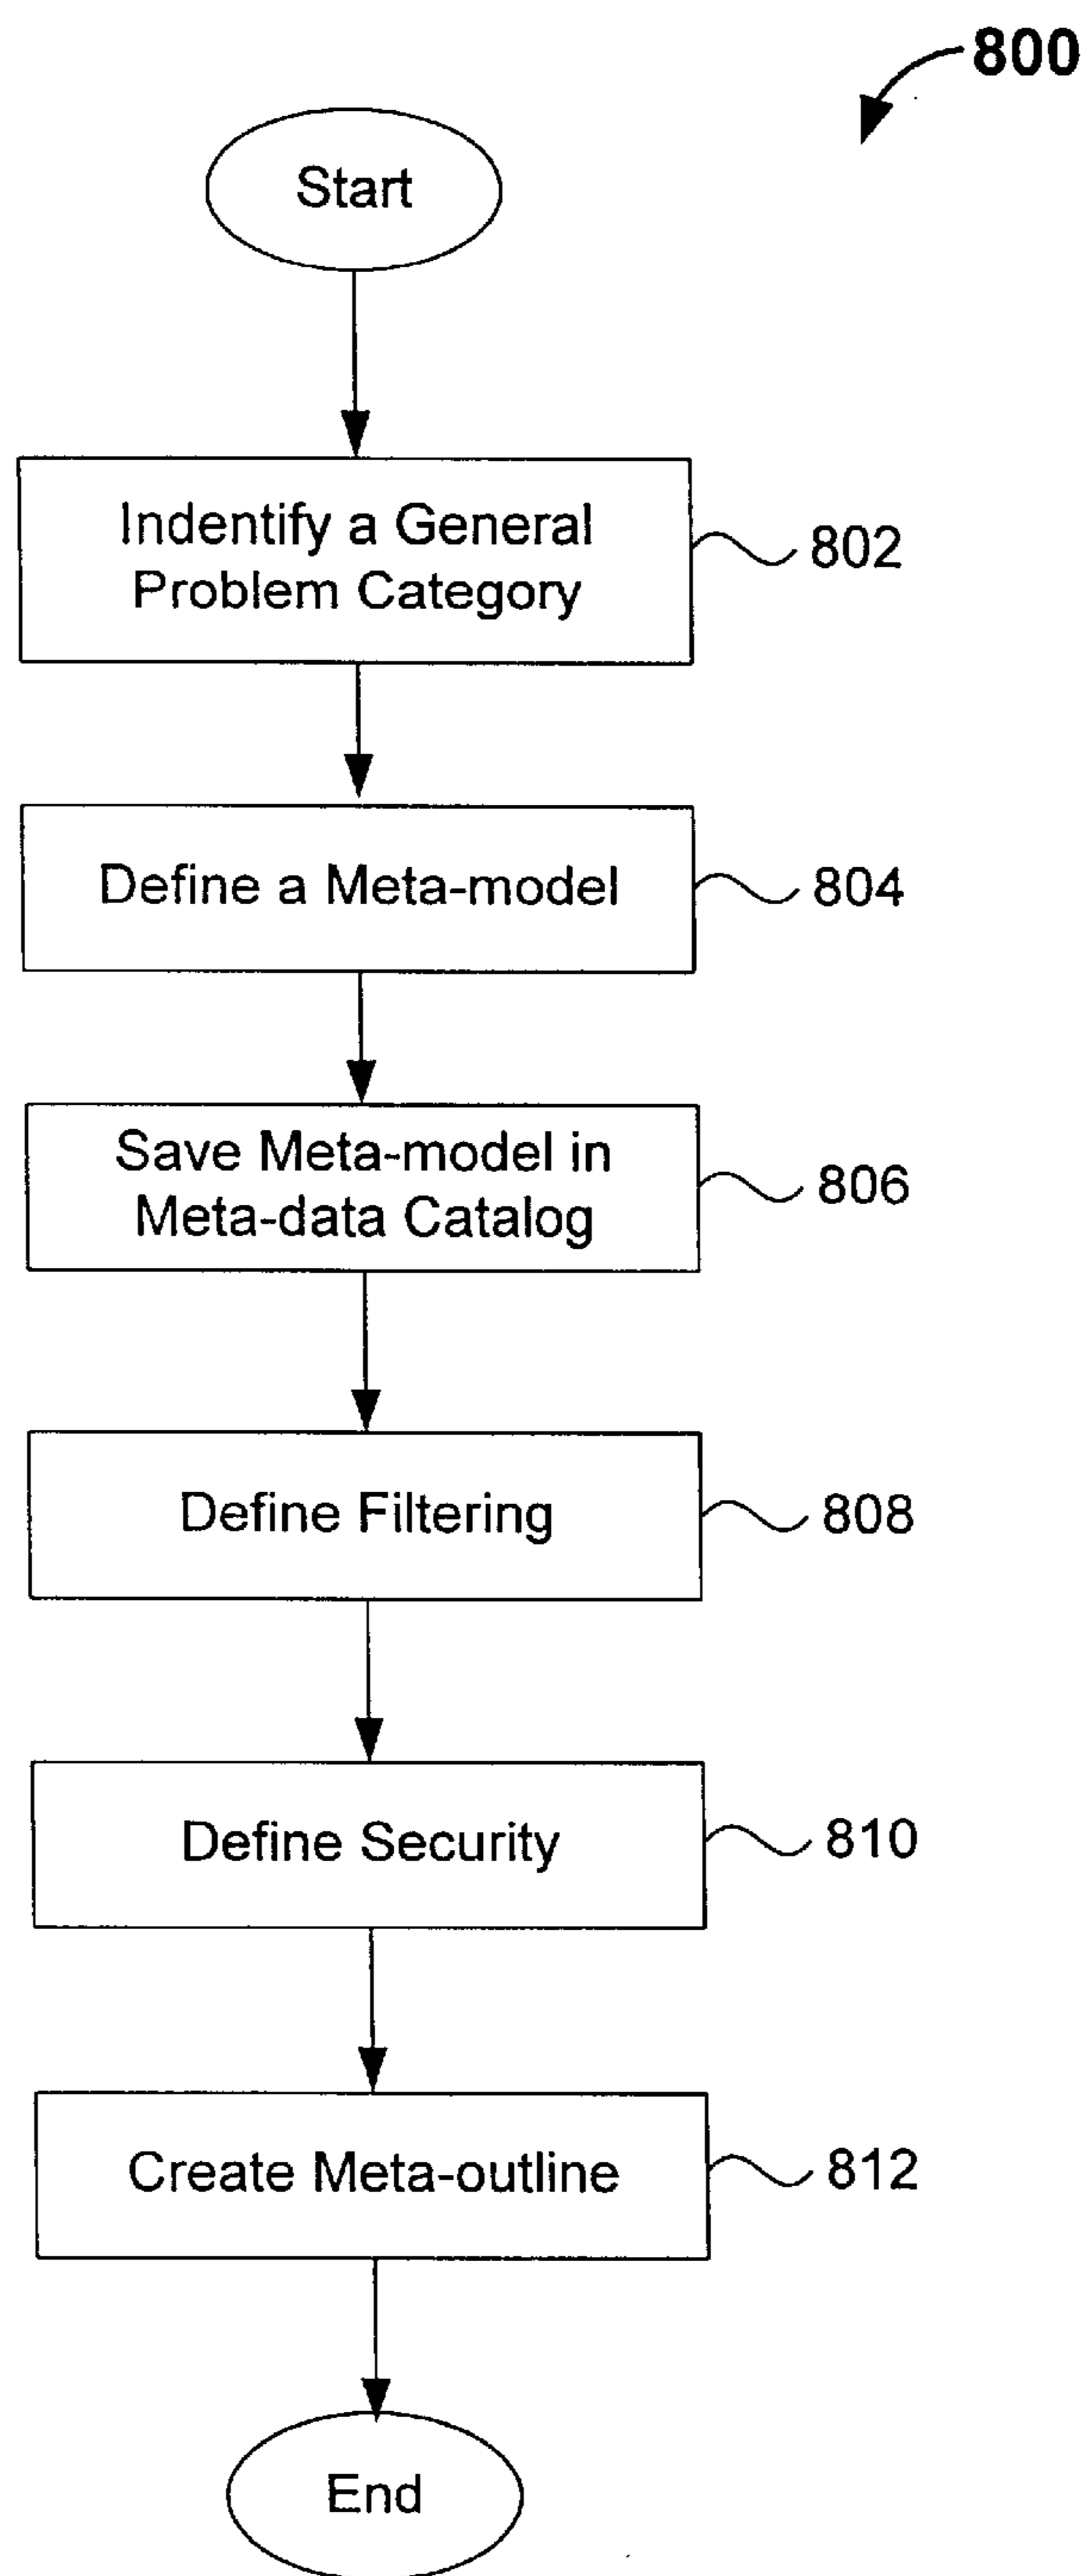 800
Start
Indentify a General
Problem Category
802
Define a Meta-model
804
Save Meta-model in
Meta-data Catalog
806
Define Filtering
808
Define Security
810
Create Meta-outline
812
End